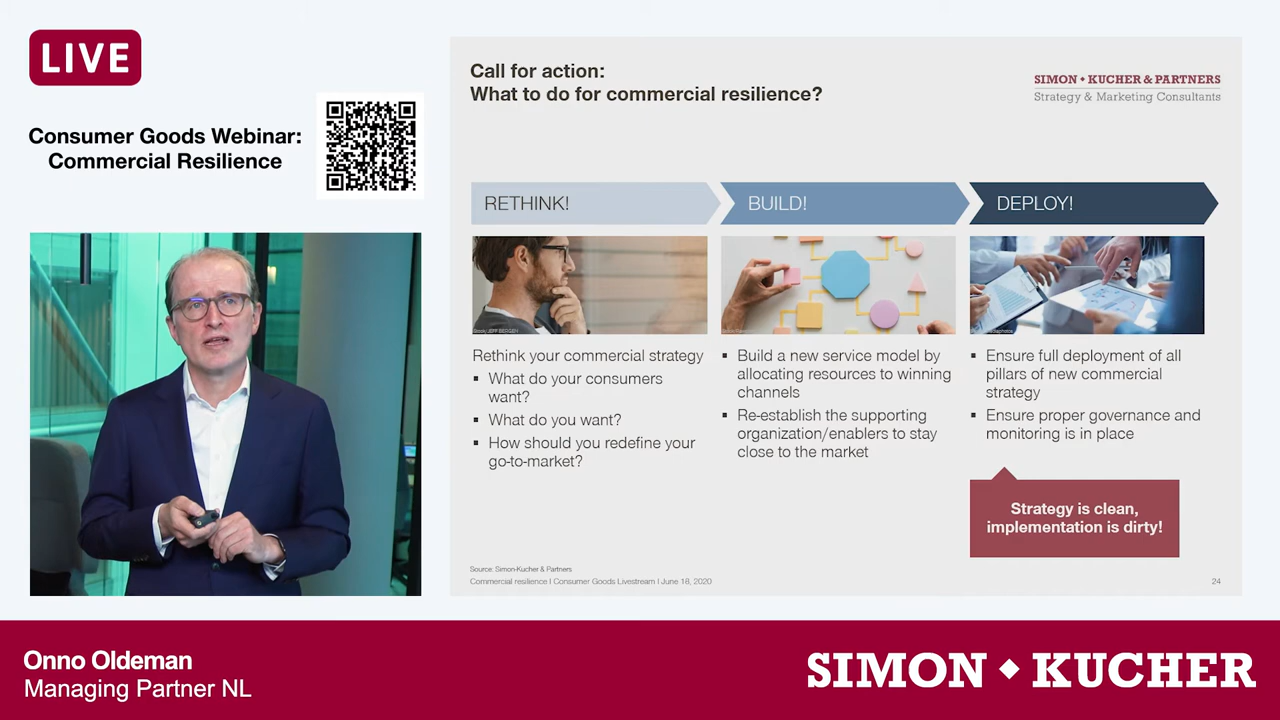 LIVE
Consumer Goods Webinar:
Commercial Resilience
Call for action:
What to do for commercial resilience?
SIMON • KUCHER & PARTNERS
Strategy & Marketing Consultants
RETHINK!
BUILD!
DEPLOY!
Rethink your commercial strategy
▪ What do your consumers
want?
▪ What do you want?
▪ How should you redefine your
go-to-market?
▪ Build a new service model by
allocating resources to winning
channels
▪ Re-establish the supporting
organization/enablers to stay
close to the market
▪ Ensure full deployment of all
pillars of new commercial
strategy
▪ Ensure proper governance and
monitoring is in place
Strategy is clean,
implementation is dirty!
Source: Simon-Kucher & Partners
Commercial resilience I Consumer Goods Livestream I June 18, 2020
24
Onno Oldeman
Managing Partner NL
SIMON ◆ KUCHER